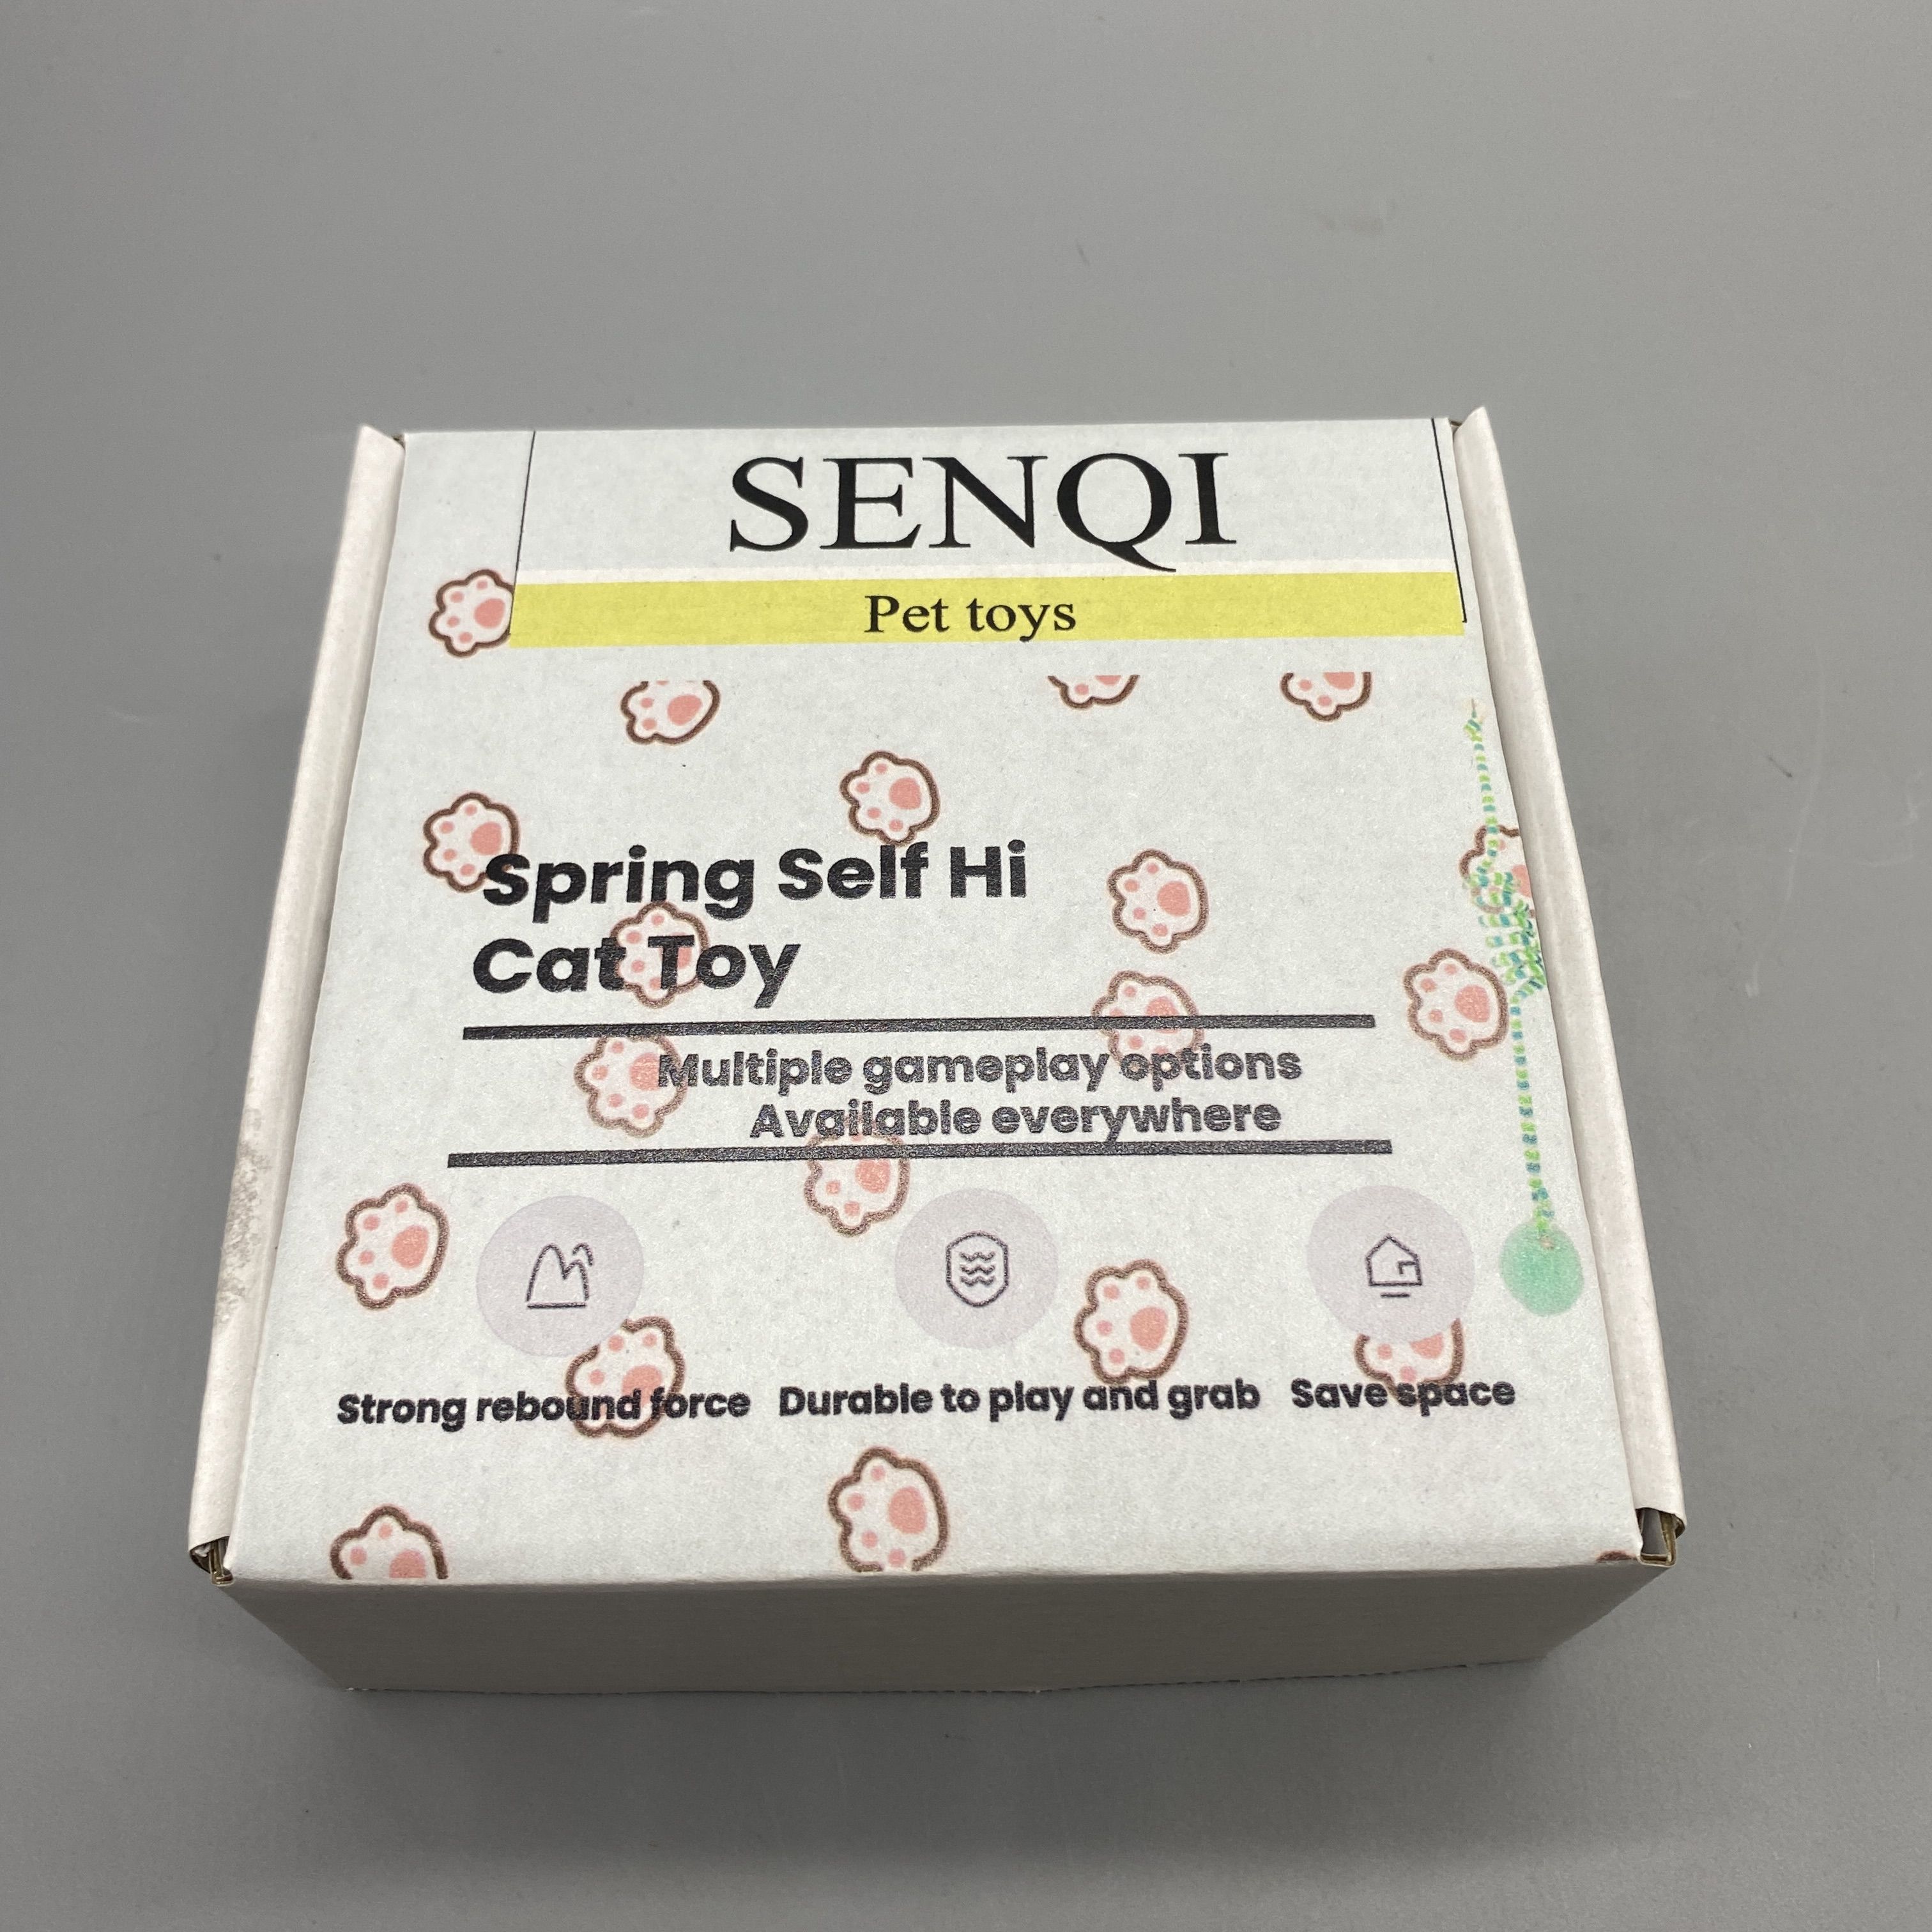 SENQI
Pet toys
Spring Self Hi
Cat Toy
Multiple gameplay options
Available everywhere
Strong rebound force Durable to play and grab Save space